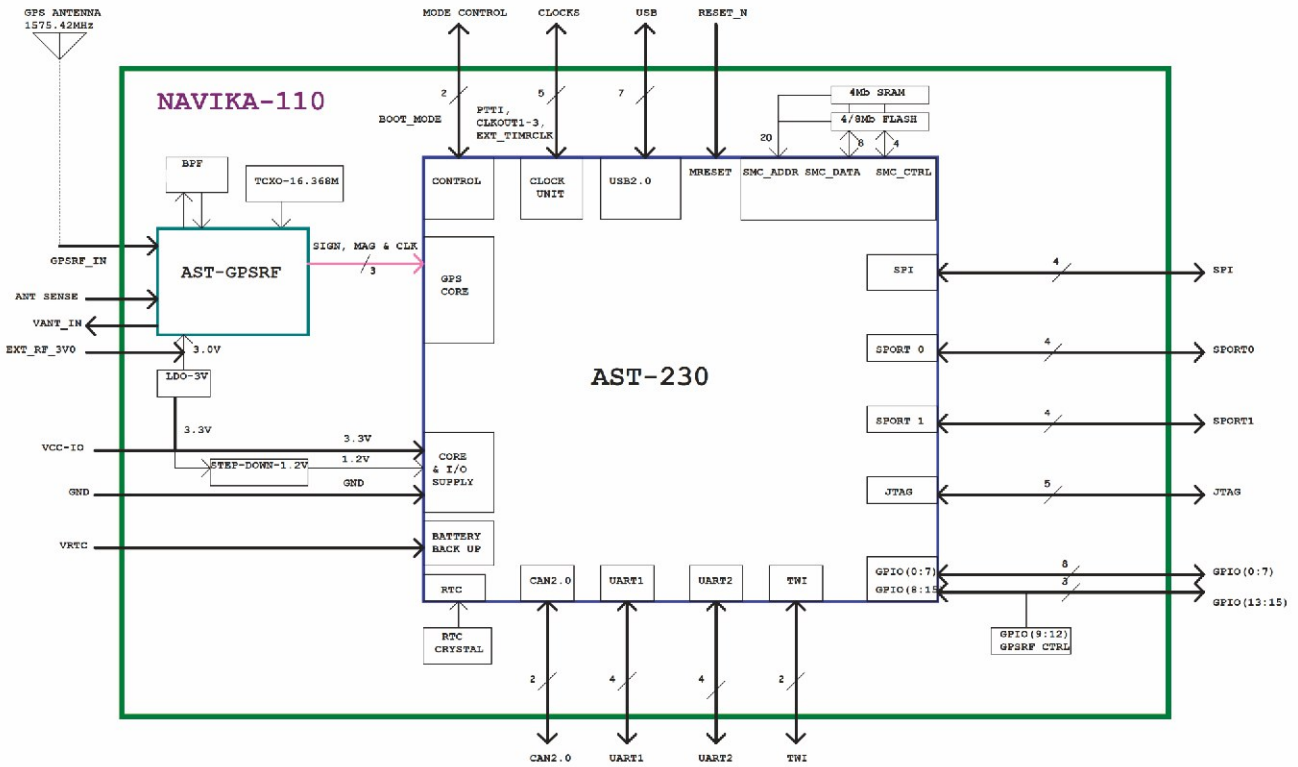 GPS ANTENNA
1575.42MHz
MODE CONTROL
CLOCKS
USB
RESET_N
NAVIKA-110
2
5
7
BOOT_MODE
PTTI,
CLKOUT1-3,
EXT_TIMRCLK
4Mb SRAM
4/8Mb FLASH
20
8
4
BPF
TCXO-16.368M
CONTROL
CLOCK
UNIT
USB2.0
MRESET
SMC_ADDR
SMC_DATA
SMC_CTRL
GPSRF_IN
AST-GPSRF
SIGN, MAG & CLK
3
GPS
CORE
SPI
4
SPI
ANT SENSE
VANT_IN
EXT_RF_3V0
3.0V
LDO-3V
SPORT 0
4
SPORT0
AST-230
3.3V
SPORT 1
4
SPORT1
VCC-IO
3.3V
STEP-DOWN-1.2V
1.2V
CORE
& I/O
SUPPLY
GND
GND
JTAG
5
JTAG
VRTC
BATTERY
BACK UP
RTC
CAN2.0
UART1
UART2
TWI
GPIO(0:7)
8
GPIO(0:7)
GPIO(8:15
3
GPIO(13:15)
RTC
CRYSTAL
GPIO(9:12)
GPSRF CTRL
2
4
4
2
CAN2.0
UART1
UART2
TWI